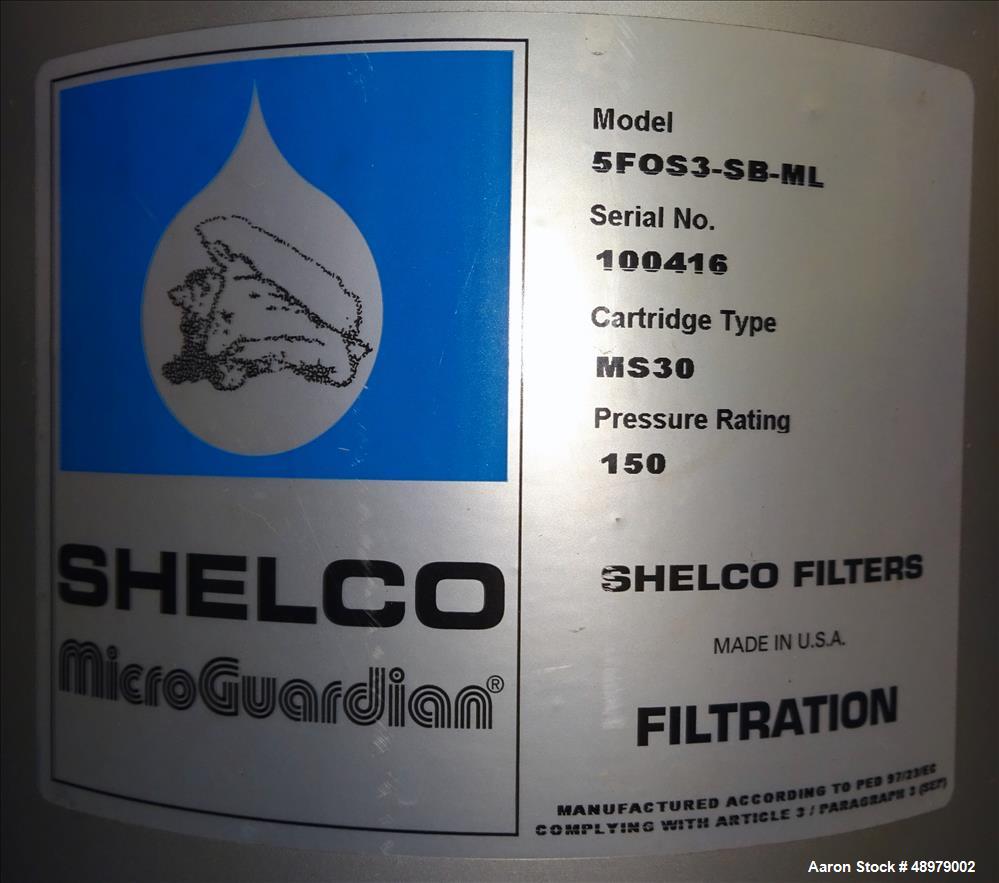 SHELCO
MicroGuardian®
Model
5FOS3-SB-ML
Serial No.
100416
Cartridge Type
MS30
Pressure Rating
150
SHELCO FILTERS
MADE IN U.S.A.
FILTRATION
MANUFACTURED ACCORDING TO PED 97/23/EC
COMPLYING WITH ARTICLE 3 / PARAGRAPH 3 (SEP)
Aaron Stock # 48979002